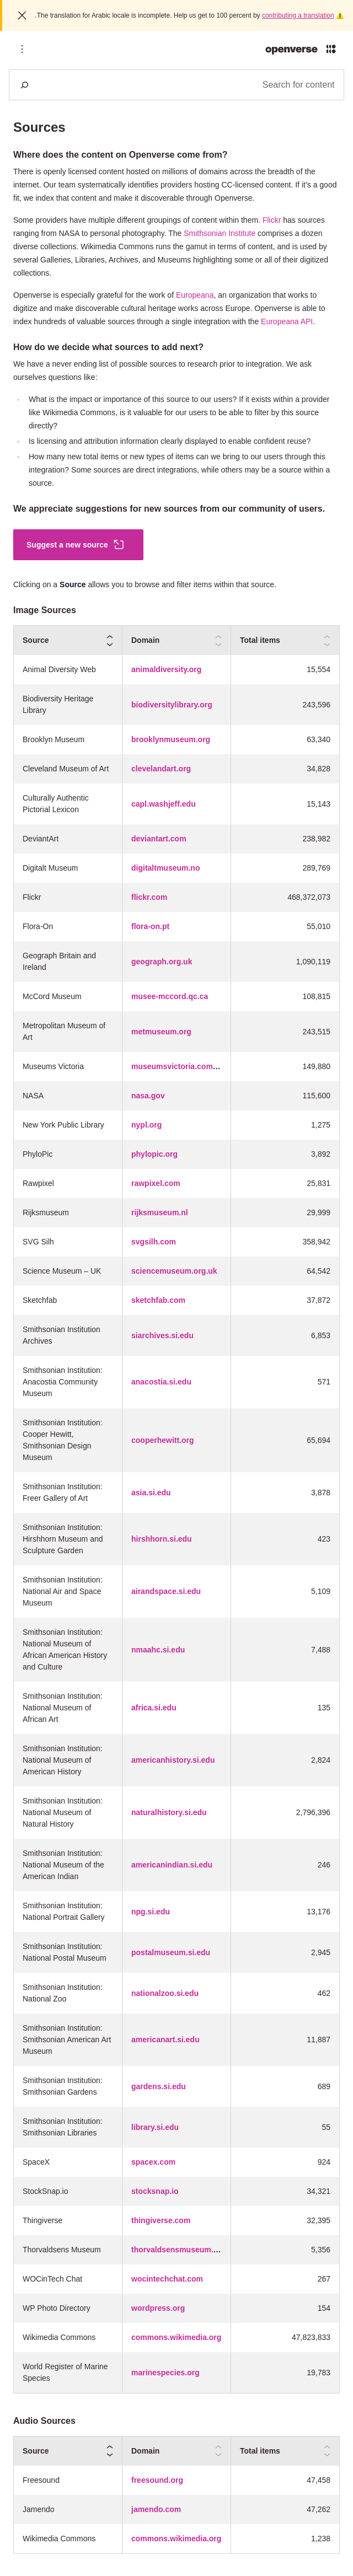 .The translation for Arabic locale is incomplete. Help us get to 100 percent by contributing a translation ⚠️
openverse
Search for content
Sources
Where does the content on Openverse come from?
There is openly licensed content hosted on millions of domains across the breadth of the
internet. Our team systematically identifies providers hosting CC-licensed content. If it's a good
fit, we index that content and make it discoverable through Openverse.
Some providers have multiple different groupings of content within them. Flickr has sources
ranging from NASA to personal photography. The Smithsonian Institute comprises a dozen
diverse collections. Wikimedia Commons runs the gamut in terms of content, and is used by
several Galleries, Libraries, Archives, and Museums highlighting some or all of their digitized
collections.
Openverse is especially grateful for the work of Europeana, an organization that works to
digitize and make discoverable cultural heritage works across Europe. Openverse is able to
index hundreds of valuable sources through a single integration with the Europeana API.
How do we decide what sources to add next?
We have a never ending list of possible sources to research prior to integration. We ask
ourselves questions like:
What is the impact or importance of this source to our users? If it exists within a provider
like Wikimedia Commons, is it valuable for our users to be able to filter by this source
directly?
Is licensing and attribution information clearly displayed to enable confident reuse?
How many new total items or new types of items can we bring to our users through this
integration? Some sources are direct integrations, while others may be a source within a
source.
We appreciate suggestions for new sources from our community of users.
Suggest a new source
Clicking on a Source allows you to browse and filter items within that source.
Image Sources
Source Domain Total items
Animal Diversity Web animaldiversity.org 15,554
Biodiversity Heritage
Library biodiversitylibrary.org 243,596
Brooklyn Museum brooklynmuseum.org 63,340
Cleveland Museum of Art clevelandart.org 34,828
Culturally Authentic
Pictorial Lexicon capl.washjeff.edu 15,143
DeviantArt deviantart.com 238,982
Digitalt Museum digitaltmuseum.no 289,769
Flickr flickr.com 468,372,073
Flora-On flora-on.pt 55,010
Geograph Britain and
Ireland geograph.org.uk 1,090,119
McCord Museum musee-mccord.qc.ca 108,815
Metropolitan Museum of
Art metmuseum.org 243,515
Museums Victoria museumsvictoria.com... 149,880
NASA nasa.gov 115,600
New York Public Library nypl.org 1,275
PhyloPic phylopic.org 3,892
Rawpixel rawpixel.com 25,831
Rijksmuseum rijksmuseum.nl 29,999
SVG Silh svgsilh.com 358,942
Science Museum – UK sciencemuseum.org.uk 64,542
Sketchfab sketchfab.com 37,872
Smithsonian Institution
Archives siarchives.si.edu 6,853
Smithsonian Institution:
Anacostia Community
Museum anacostia.si.edu 571
Smithsonian Institution:
Cooper Hewitt,
Smithsonian Design
Museum cooperhewitt.org 65,694
Smithsonian Institution:
Freer Gallery of Art asia.si.edu 3,878
Smithsonian Institution:
Hirshhorn Museum and
Sculpture Garden hirshhorn.si.edu 423
Smithsonian Institution:
National Air and Space
Museum airandspace.si.edu 5,109
Smithsonian Institution:
National Museum of
African American History
and Culture nmaahc.si.edu 7,488
Smithsonian Institution:
National Museum of
African Art africa.si.edu 135
Smithsonian Institution:
National Museum of
American History americanhistory.si.edu 2,824
Smithsonian Institution:
National Museum of
Natural History naturalhistory.si.edu 2,796,396
Smithsonian Institution:
National Museum of the
American Indian americanindian.si.edu 246
Smithsonian Institution:
National Portrait Gallery npg.si.edu 13,176
Smithsonian Institution:
National Postal Museum postalmuseum.si.edu 2,945
Smithsonian Institution:
National Zoo nationalzoo.si.edu 462
Smithsonian Institution:
Smithsonian American Art
Museum americanart.si.edu 11,887
Smithsonian Institution:
Smithsonian Gardens gardens.si.edu 689
Smithsonian Institution:
Smithsonian Libraries library.si.edu 55
SpaceX spacex.com 924
StockSnap.io stocksnap.io 34,321
Thingiverse thingiverse.com 32,395
Thorvaldsens Museum thorvaldsensmuseum.... 5,356
WOCinTech Chat wocintechchat.com 267
WP Photo Directory wordpress.org 154
Wikimedia Commons commons.wikimedia.org 47,823,833
World Register of Marine
Species marinespecies.org 19,783
Audio Sources
Source Domain Total items
Freesound freesound.org 47,458
Jamendo jamendo.com 47,262
Wikimedia Commons commons.wikimedia.org 1,238